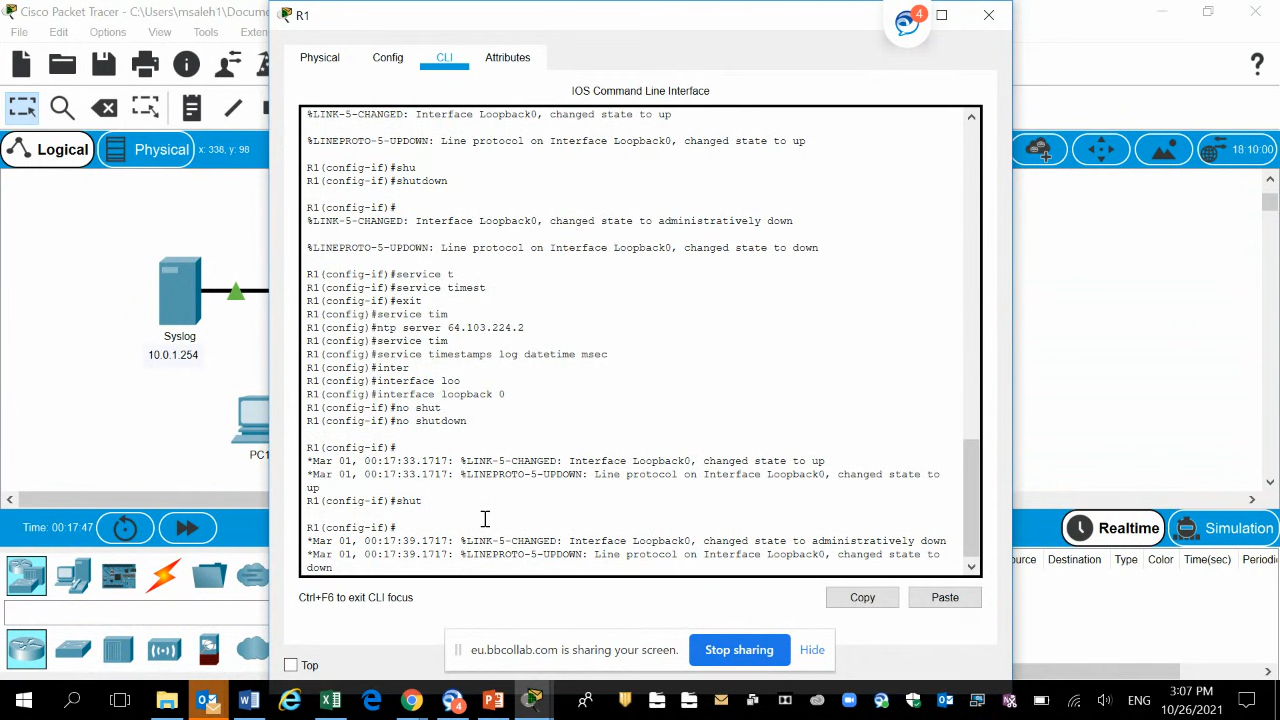 Cisco Packet Tracer - C:\Users\msaleh1\Docum
R1
4
File Edit Options View Tools Exten
Physical Config CLI Attributes
IOS Command Line Interface
Logical Physical x: 338, y: 98
18:10:00
%LINK-5-CHANGED: Interface Loopback0, changed state to up
%LINEPROTO-5-UPDOWN: Line protocol on Interface Loopback0, changed state to up
R1(config-if)#shu
R1(config-if)#shutdown
R1(config-if)#
%LINK-5-CHANGED: Interface Loopback0, changed state to administratively down
%LINEPROTO-5-UPDOWN: Line protocol on Interface Loopback0, changed state to down
R1(config-if)#service t
R1(config-if)#service timest
R1(config-if)#exit
R1(config)#service tim
R1(config)#ntp server 64.103.224.2
R1(config)#service tim
R1(config)#service timestamps log datetime msec
R1(config)#inter
R1(config)#interface loo
R1(config)#interface loopback 0
R1(config-if)#no shut
R1(config-if)#no shutdown
R1(config-if)#
*Mar 01, 00:17:33.1717: %LINK-5-CHANGED: Interface Loopback0, changed state to up
*Mar 01, 00:17:33.1717: %LINEPROTO-5-UPDOWN: Line protocol on Interface Loopback0, changed state to
up
R1(config-if)#shut
R1(config-if)#
*Mar 01, 00:17:39.1717: %LINK-5-CHANGED: Interface Loopback0, changed state to administratively down
*Mar 01, 00:17:39.1717: %LINEPROTO-5-UPDOWN: Line protocol on Interface Loopback0, changed state to
down
Syslog
10.0.1.254
PC1
Time: 00:17:47
Realtime Simulation
ource Destination Type Color Time(sec) Periodi
Ctrl+F6 to exit CLI focus
Copy Paste
eu.bbcollab.com is sharing your screen. Stop sharing Hide
Top
4
ENG
3:07 PM
10/26/2021